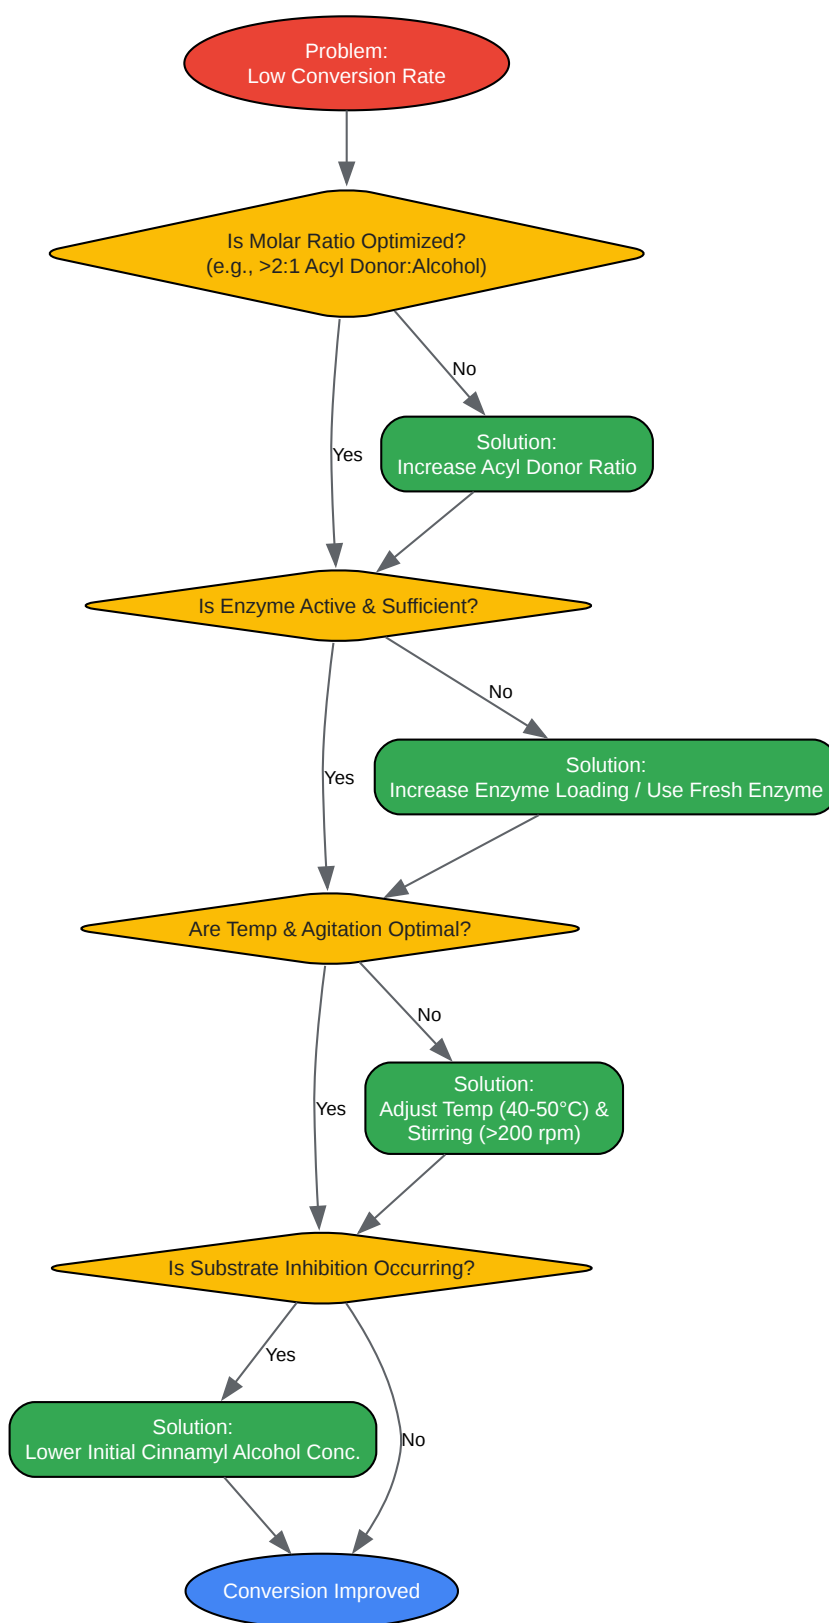 Problem:
Low Conversion Rate
Is Molar Ratio Optimized?
(e.g., >2:1 Acyl Donor:Alcohol)
No
Solution:
Increase Acyl Donor Ratio
Yes
Is Enzyme Active & Sufficient?
No
Solution:
Increase Enzyme Loading / Use Fresh Enzyme
Yes
Are Temp & Agitation Optimal?
No
Solution:
Adjust Temp (40-50°C) &
Stirring (>200 rpm)
Yes
Is Substrate Inhibition Occurring?
Yes
Solution:
Lower Initial Cinnamyl Alcohol Conc.
No
Conversion Improved